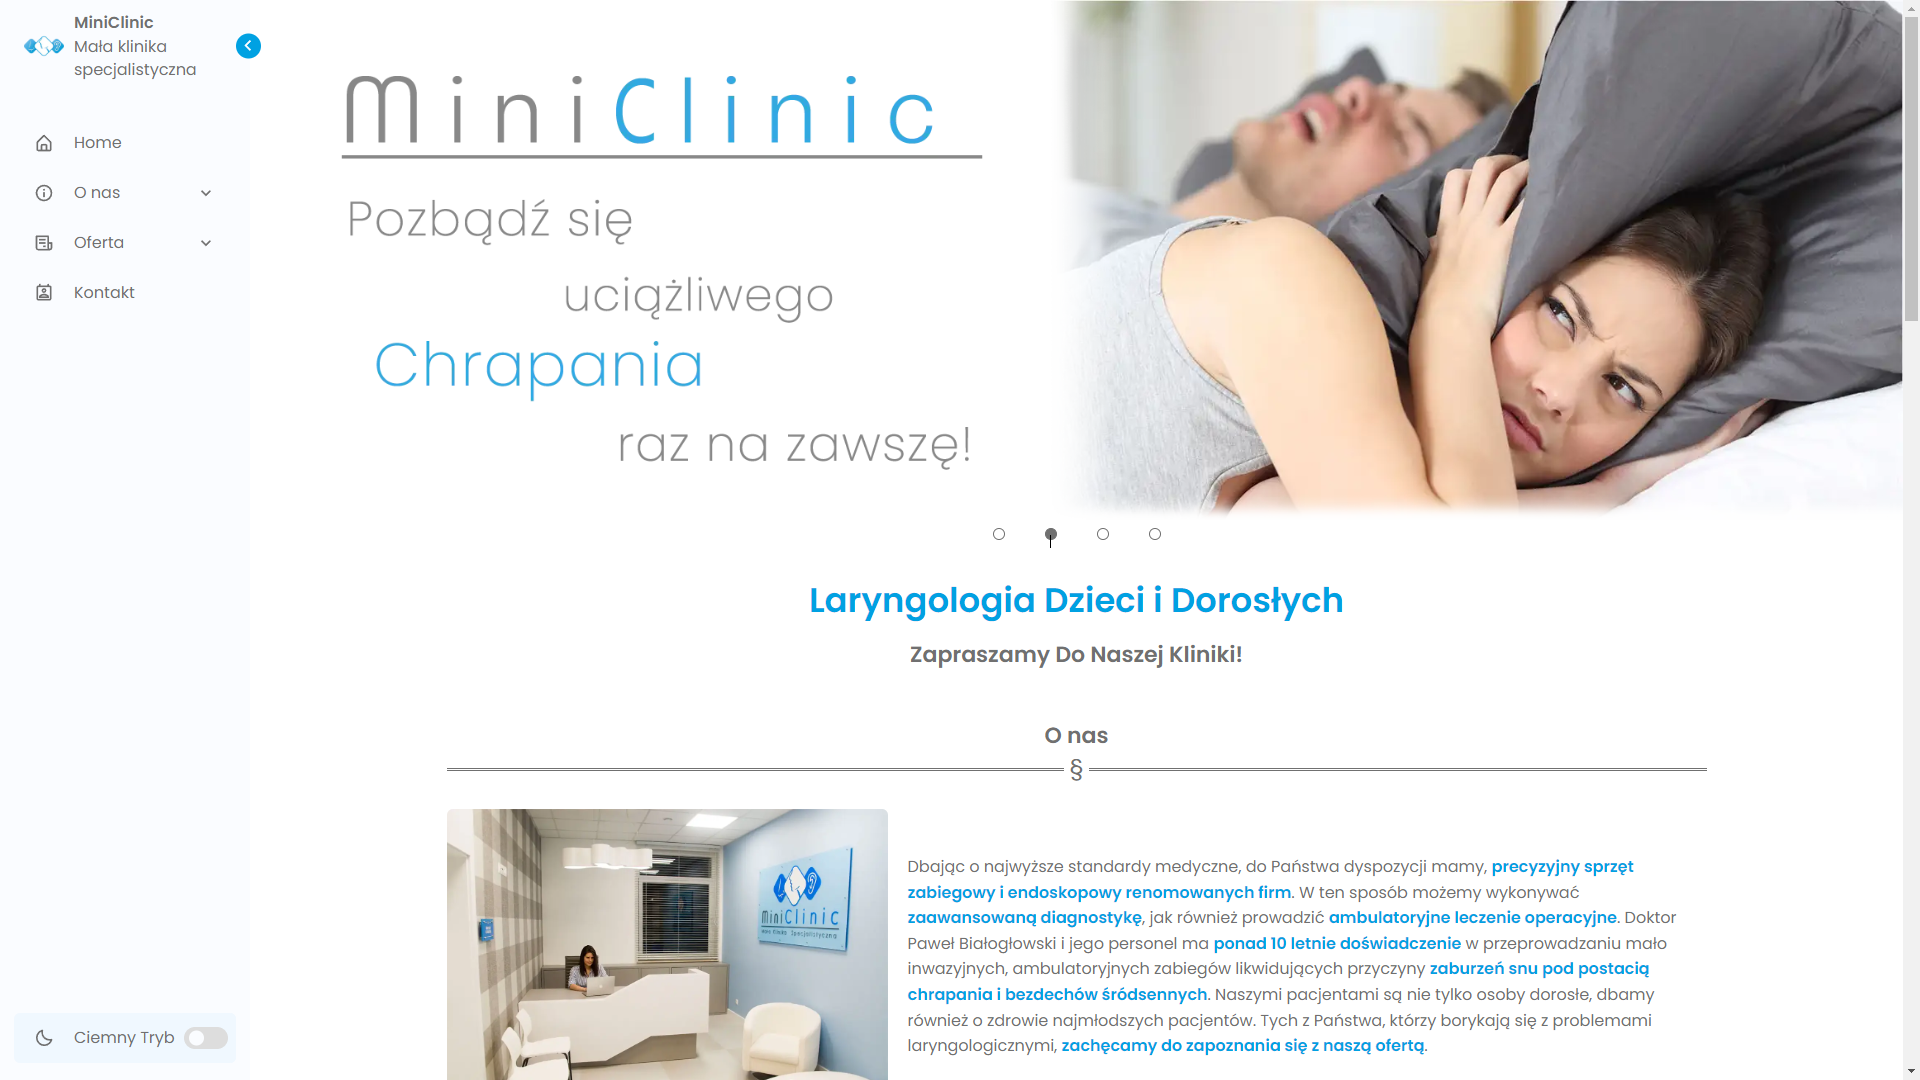 MiniClinic
Mała klinika
specjalistyczna
Home
O nas
Oferta
Kontakt
Ciemny Tryb
MiniClinic
Pozbądź się
uciążliwego
Chrapania
raz na zawszę!
Laryngologia Dzieci i Dorosłych
Zapraszamy Do Naszej Kliniki!
O nas
§
MiniClinic
Mała Klinika Specjalistyczna
Dbając o najwyższe standardy medyczne, do Państwa dyspozycji mamy, precyzyjny sprzęt
zabiegowy i endoskopowy renomowanych firm. W ten sposób możemy wykonywać
zaawansowaną diagnostykę, jak również prowadzić ambulatoryjne leczenie operacyjne. Doktor
Paweł Białogłowski i jego personel ma ponad 10 letnie doświadczenie w przeprowadzaniu mało
inwazyjnych, ambulatoryjnych zabiegów likwidujących przyczyny zaburzeń snu pod postacią
chrapania i bezdechów śródsennych. Naszymi pacjentami są nie tylko osoby dorosłe, dbamy
również o zdrowie najmłodszych pacjentów. Tych z Państwa, którzy borykają się z problemami
laryngologicznymi, zachęcamy do zapoznania się z naszą ofertą.